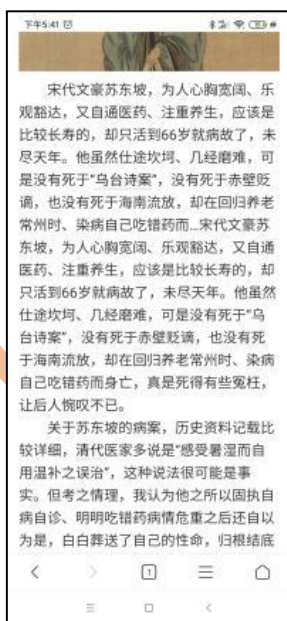 下午5:41
宋代文豪苏东坡，为人心胸宽阔、乐
观豁达，又自通医药、注重养生，应该是
比较长寿的，却只活到66岁就病故了，未
尽天年。他虽然仕途坎坷、几经磨难，可
是没有死于“乌台诗案”，没有死于赤壁贬
谪，也没有死于海南流放，却在回归养老
常州时、染病自己吃错药而...宋代文豪苏
东坡，为人心胸宽阔、乐观豁达，又自通
医药、注重养生，应该是比较长寿的，却
只活到66岁就病故了，未尽天年。他虽然
仕途坎坷、几经磨难，可是没有死于“乌
台诗案”，没有死于赤壁贬谪，也没有死
于海南流放，却在回归养老常州时、染病
自己吃错药而身亡，真是死得有些冤枉，
让后人惋叹不已。
关于苏东坡的病案，历史资料记载比
较详细，清代医家多说是“感受暑湿而自
用温补之误治”，这种说法很可能是事
实。但考之情理，我认为他之所以固执自
病自诊、明明吃错药病情危重之后还自以
为是，白白葬送了自己的性命，归根结底
1